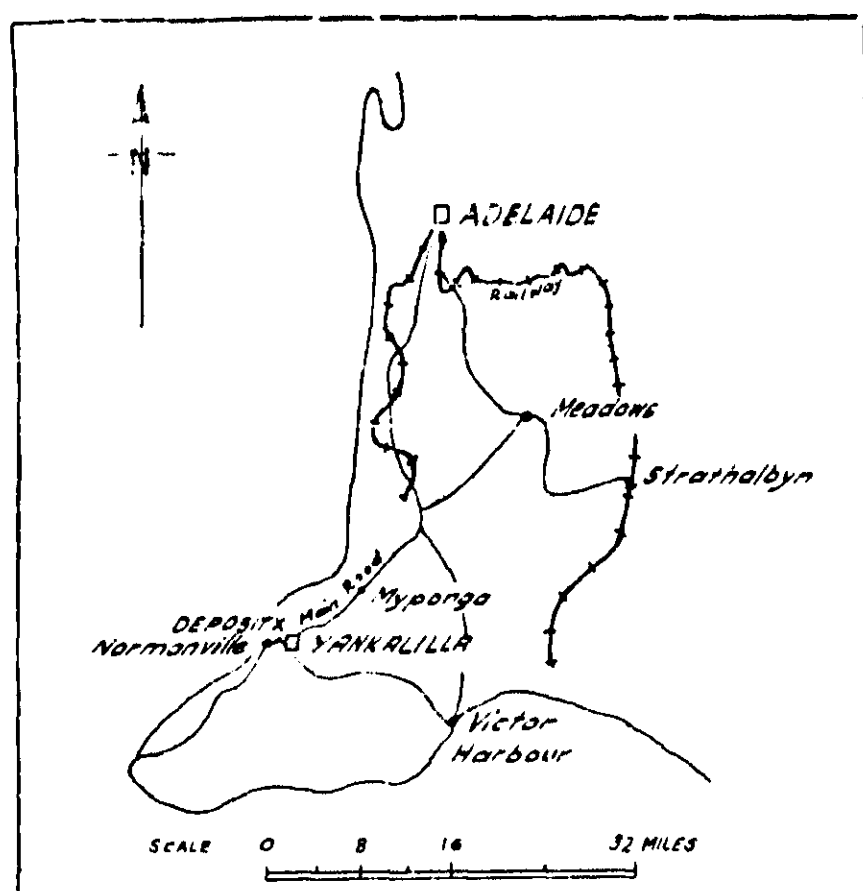 N
ADELAIDE
Railway
Meadows
Strathalbyn
Main Road
Myponga
DEPOSIT X
Normanville
YANKALILLA
Victor
Harbour
SCALE 0 8 16 32 MILES